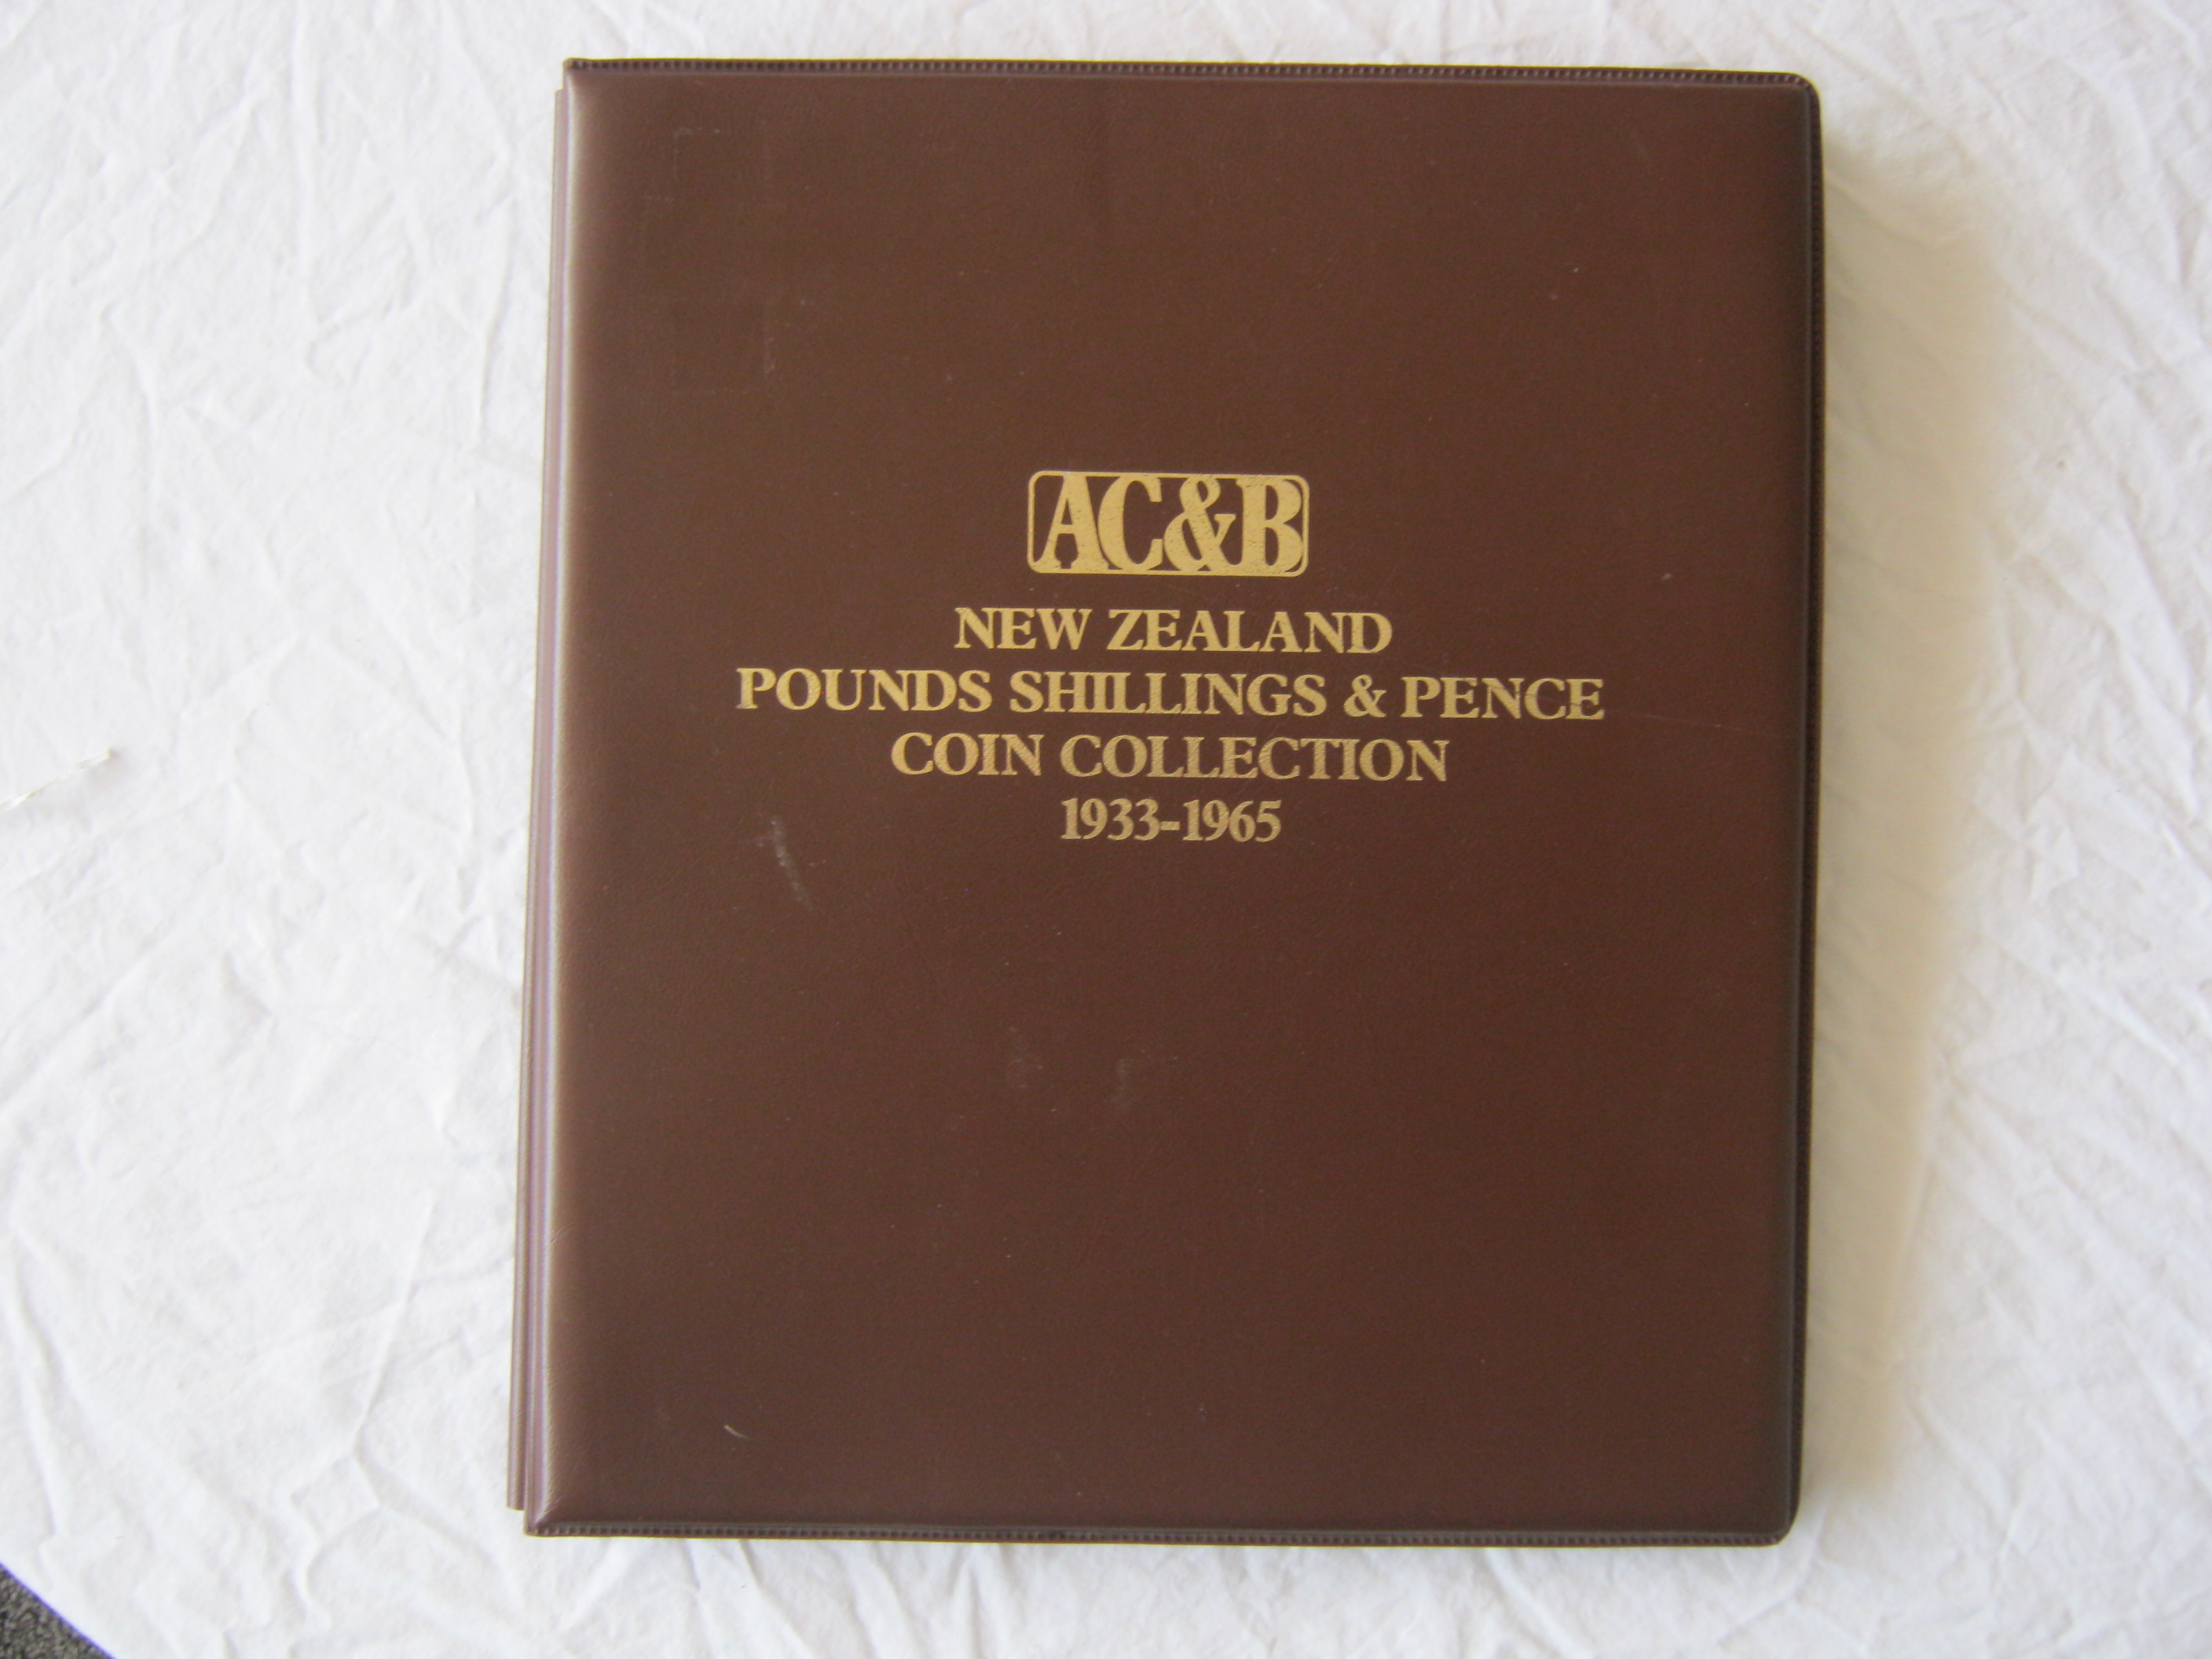 AC&B
NEW ZEALAND
POUNDS SHILLINGS & PENCE
COIN COLLECTION
1933-1965